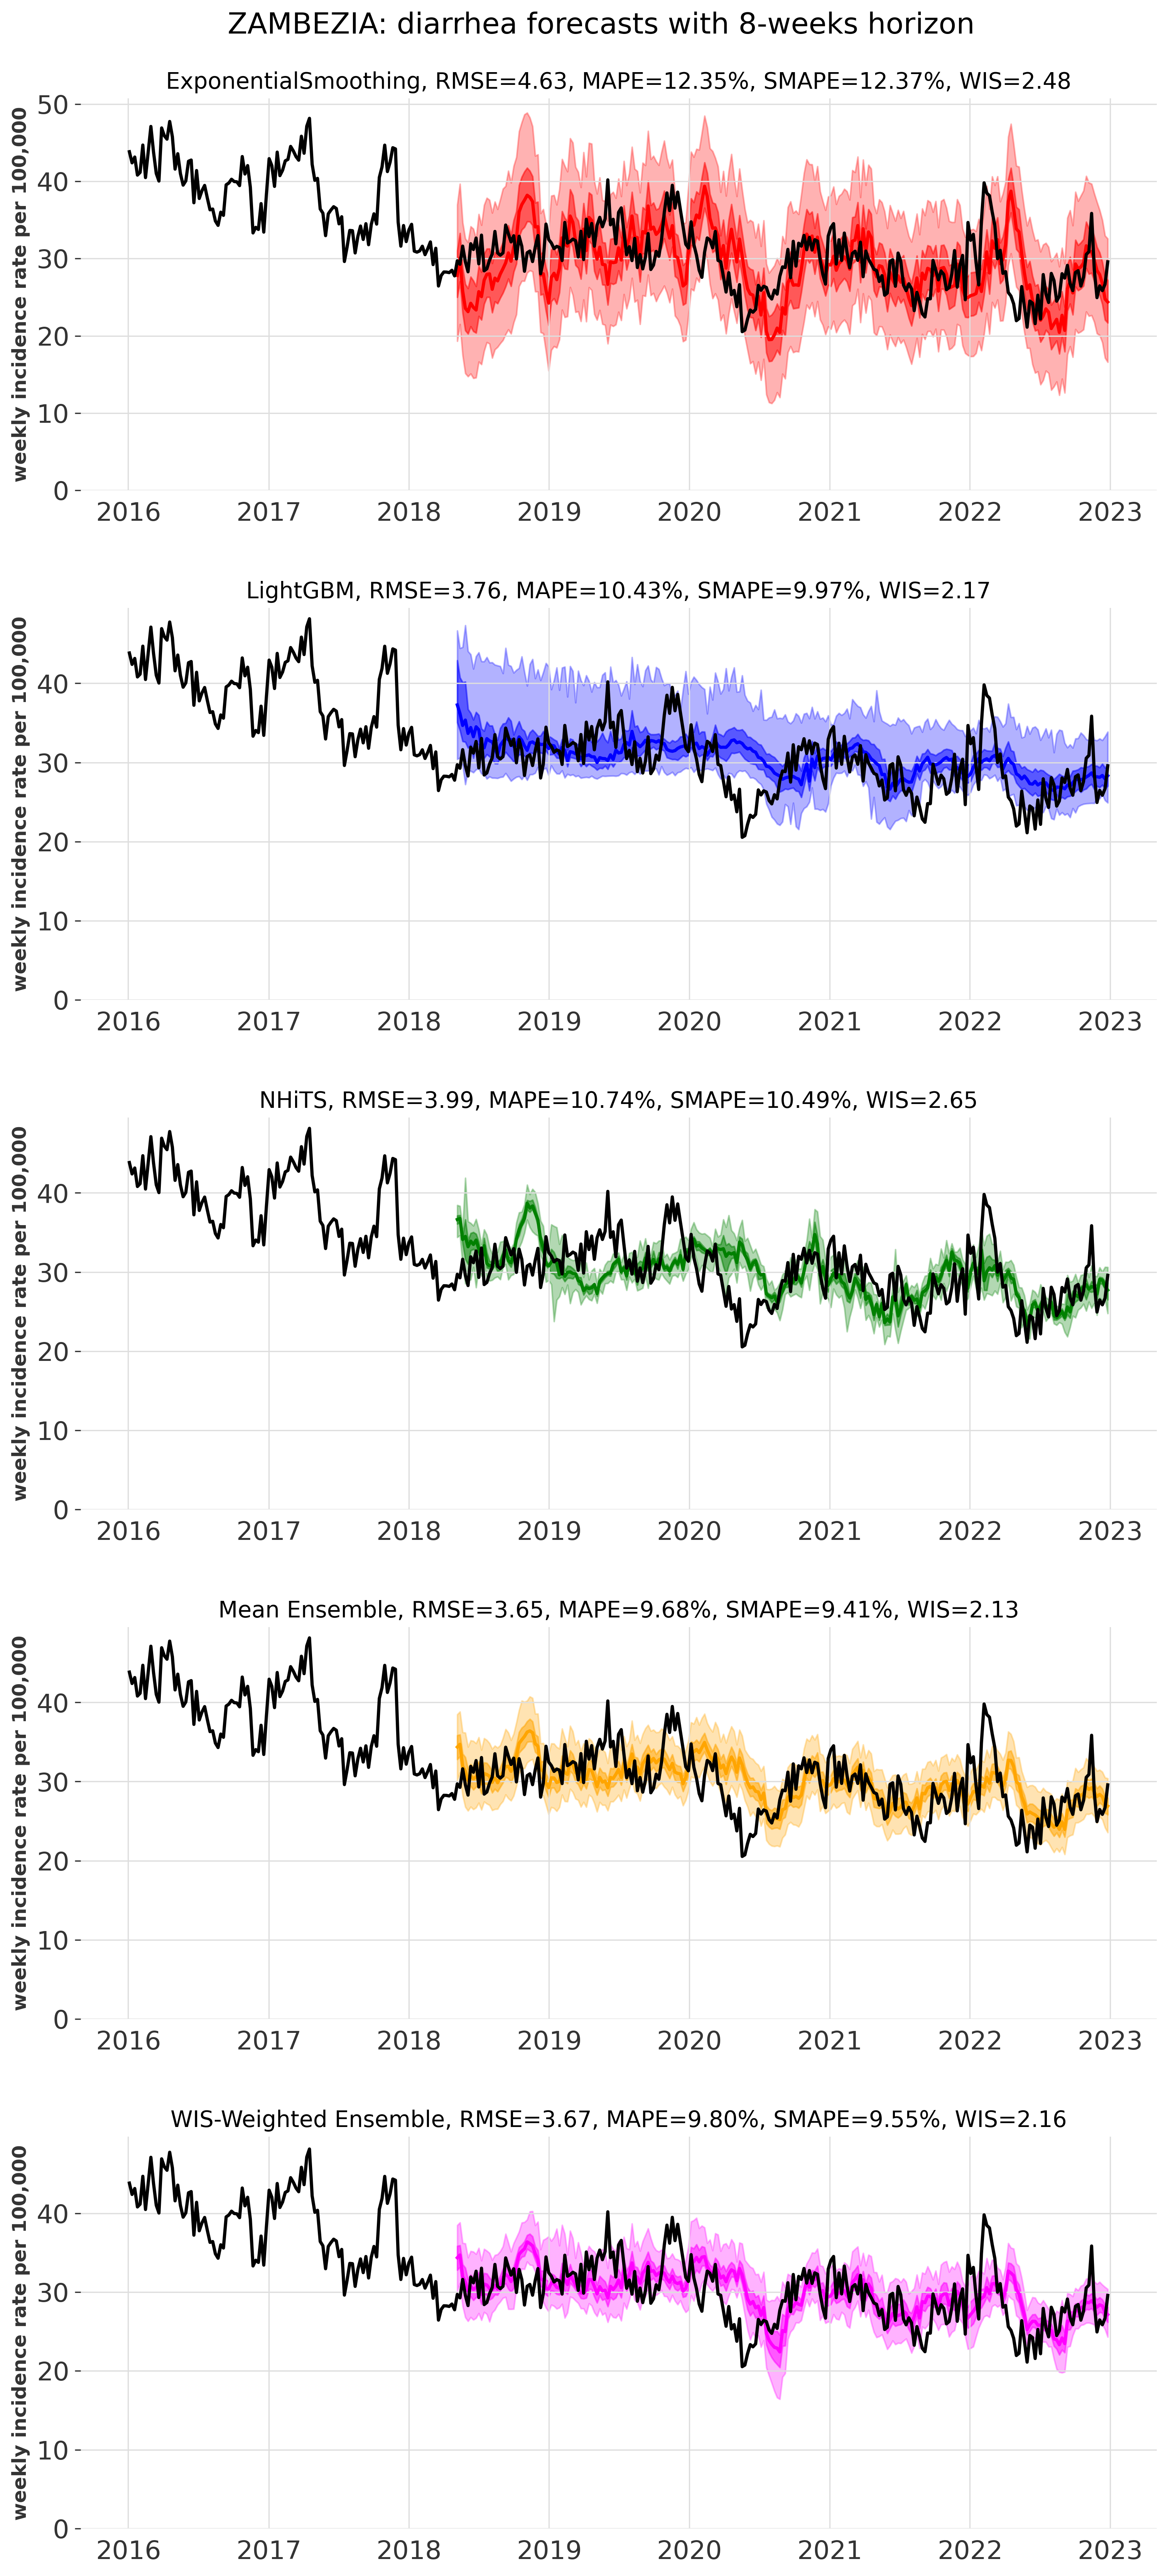 ZAMBEZIA: diarrhea forecasts with 8-weeks horizon
ExponentialSmoothing, RMSE=4.63, MAPE=12.35%, SMAPE=12.37%, WIS=2.48
weekly incidence rate per 100,000
50
40
30
20
10
0
2016 2017 2018 2019 2020 2021 2022 2023
LightGBM, RMSE=3.76, MAPE=10.43%, SMAPE=9.97%, WIS=2.17
weekly incidence rate per 100,000
40
30
20
10
0
2016 2017 2018 2019 2020 2021 2022 2023
NHiTS, RMSE=3.99, MAPE=10.74%, SMAPE=10.49%, WIS=2.65
weekly incidence rate per 100,000
40
30
20
10
0
2016 2017 2018 2019 2020 2021 2022 2023
Mean Ensemble, RMSE=3.65, MAPE=9.68%, SMAPE=9.41%, WIS=2.13
weekly incidence rate per 100,000
40
30
20
10
0
2016 2017 2018 2019 2020 2021 2022 2023
WIS-Weighted Ensemble, RMSE=3.67, MAPE=9.80%, SMAPE=9.55%, WIS=2.16
weekly incidence rate per 100,000
40
30
20
10
0
2016 2017 2018 2019 2020 2021 2022 2023